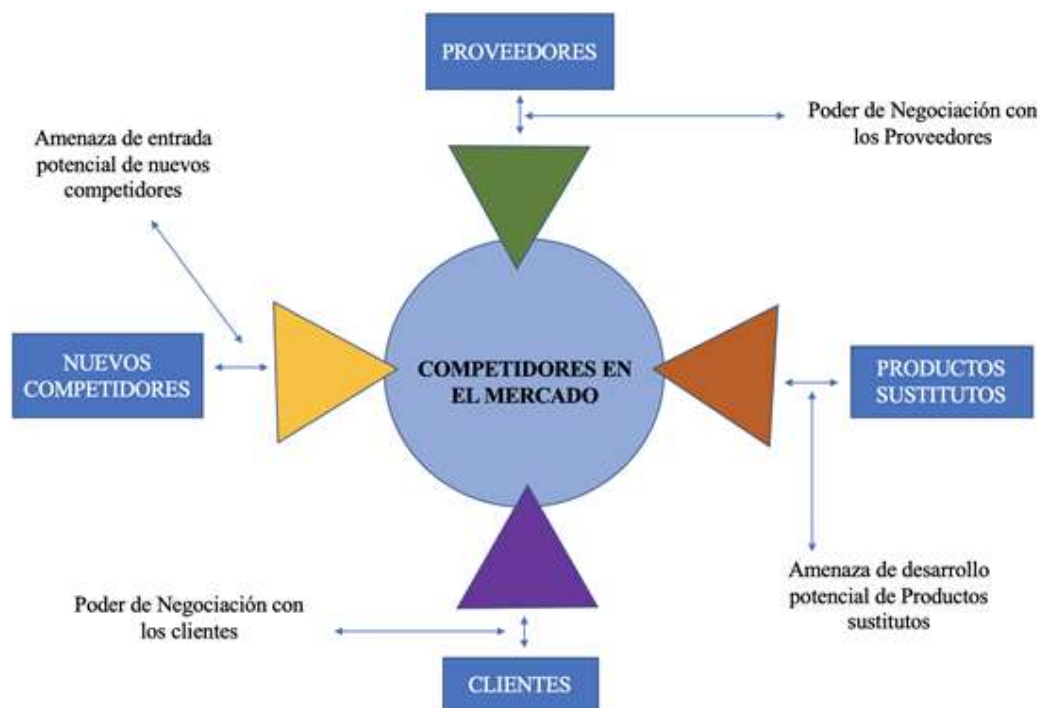 PROVEEDORES
Poder de Negociación con
los Proveedores
Amenaza de entrada
potencial de nuevos
competidores
NUEVOS
COMPETIDORES
COMPETIDORES EN
EL MERCADO
PRODUCTOS
SUSTITUTOS
Amenaza de desarrollo
potencial de Productos
sustitutos
Poder de Negociación con
los clientes
CLIENTES